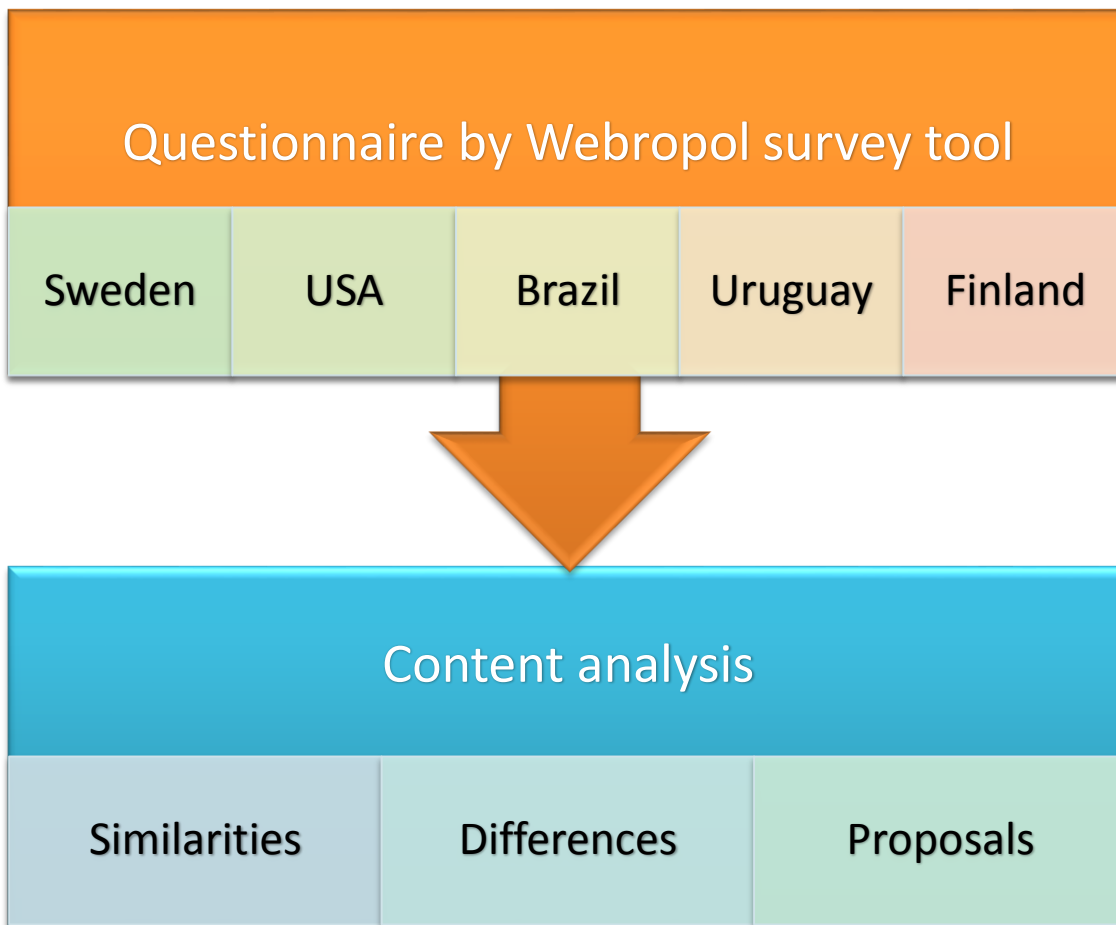 Questionnaire by Webropol survey tool
Sweden USA Brazil Uruguay Finland
Content analysis
Similarities Differences Proposals